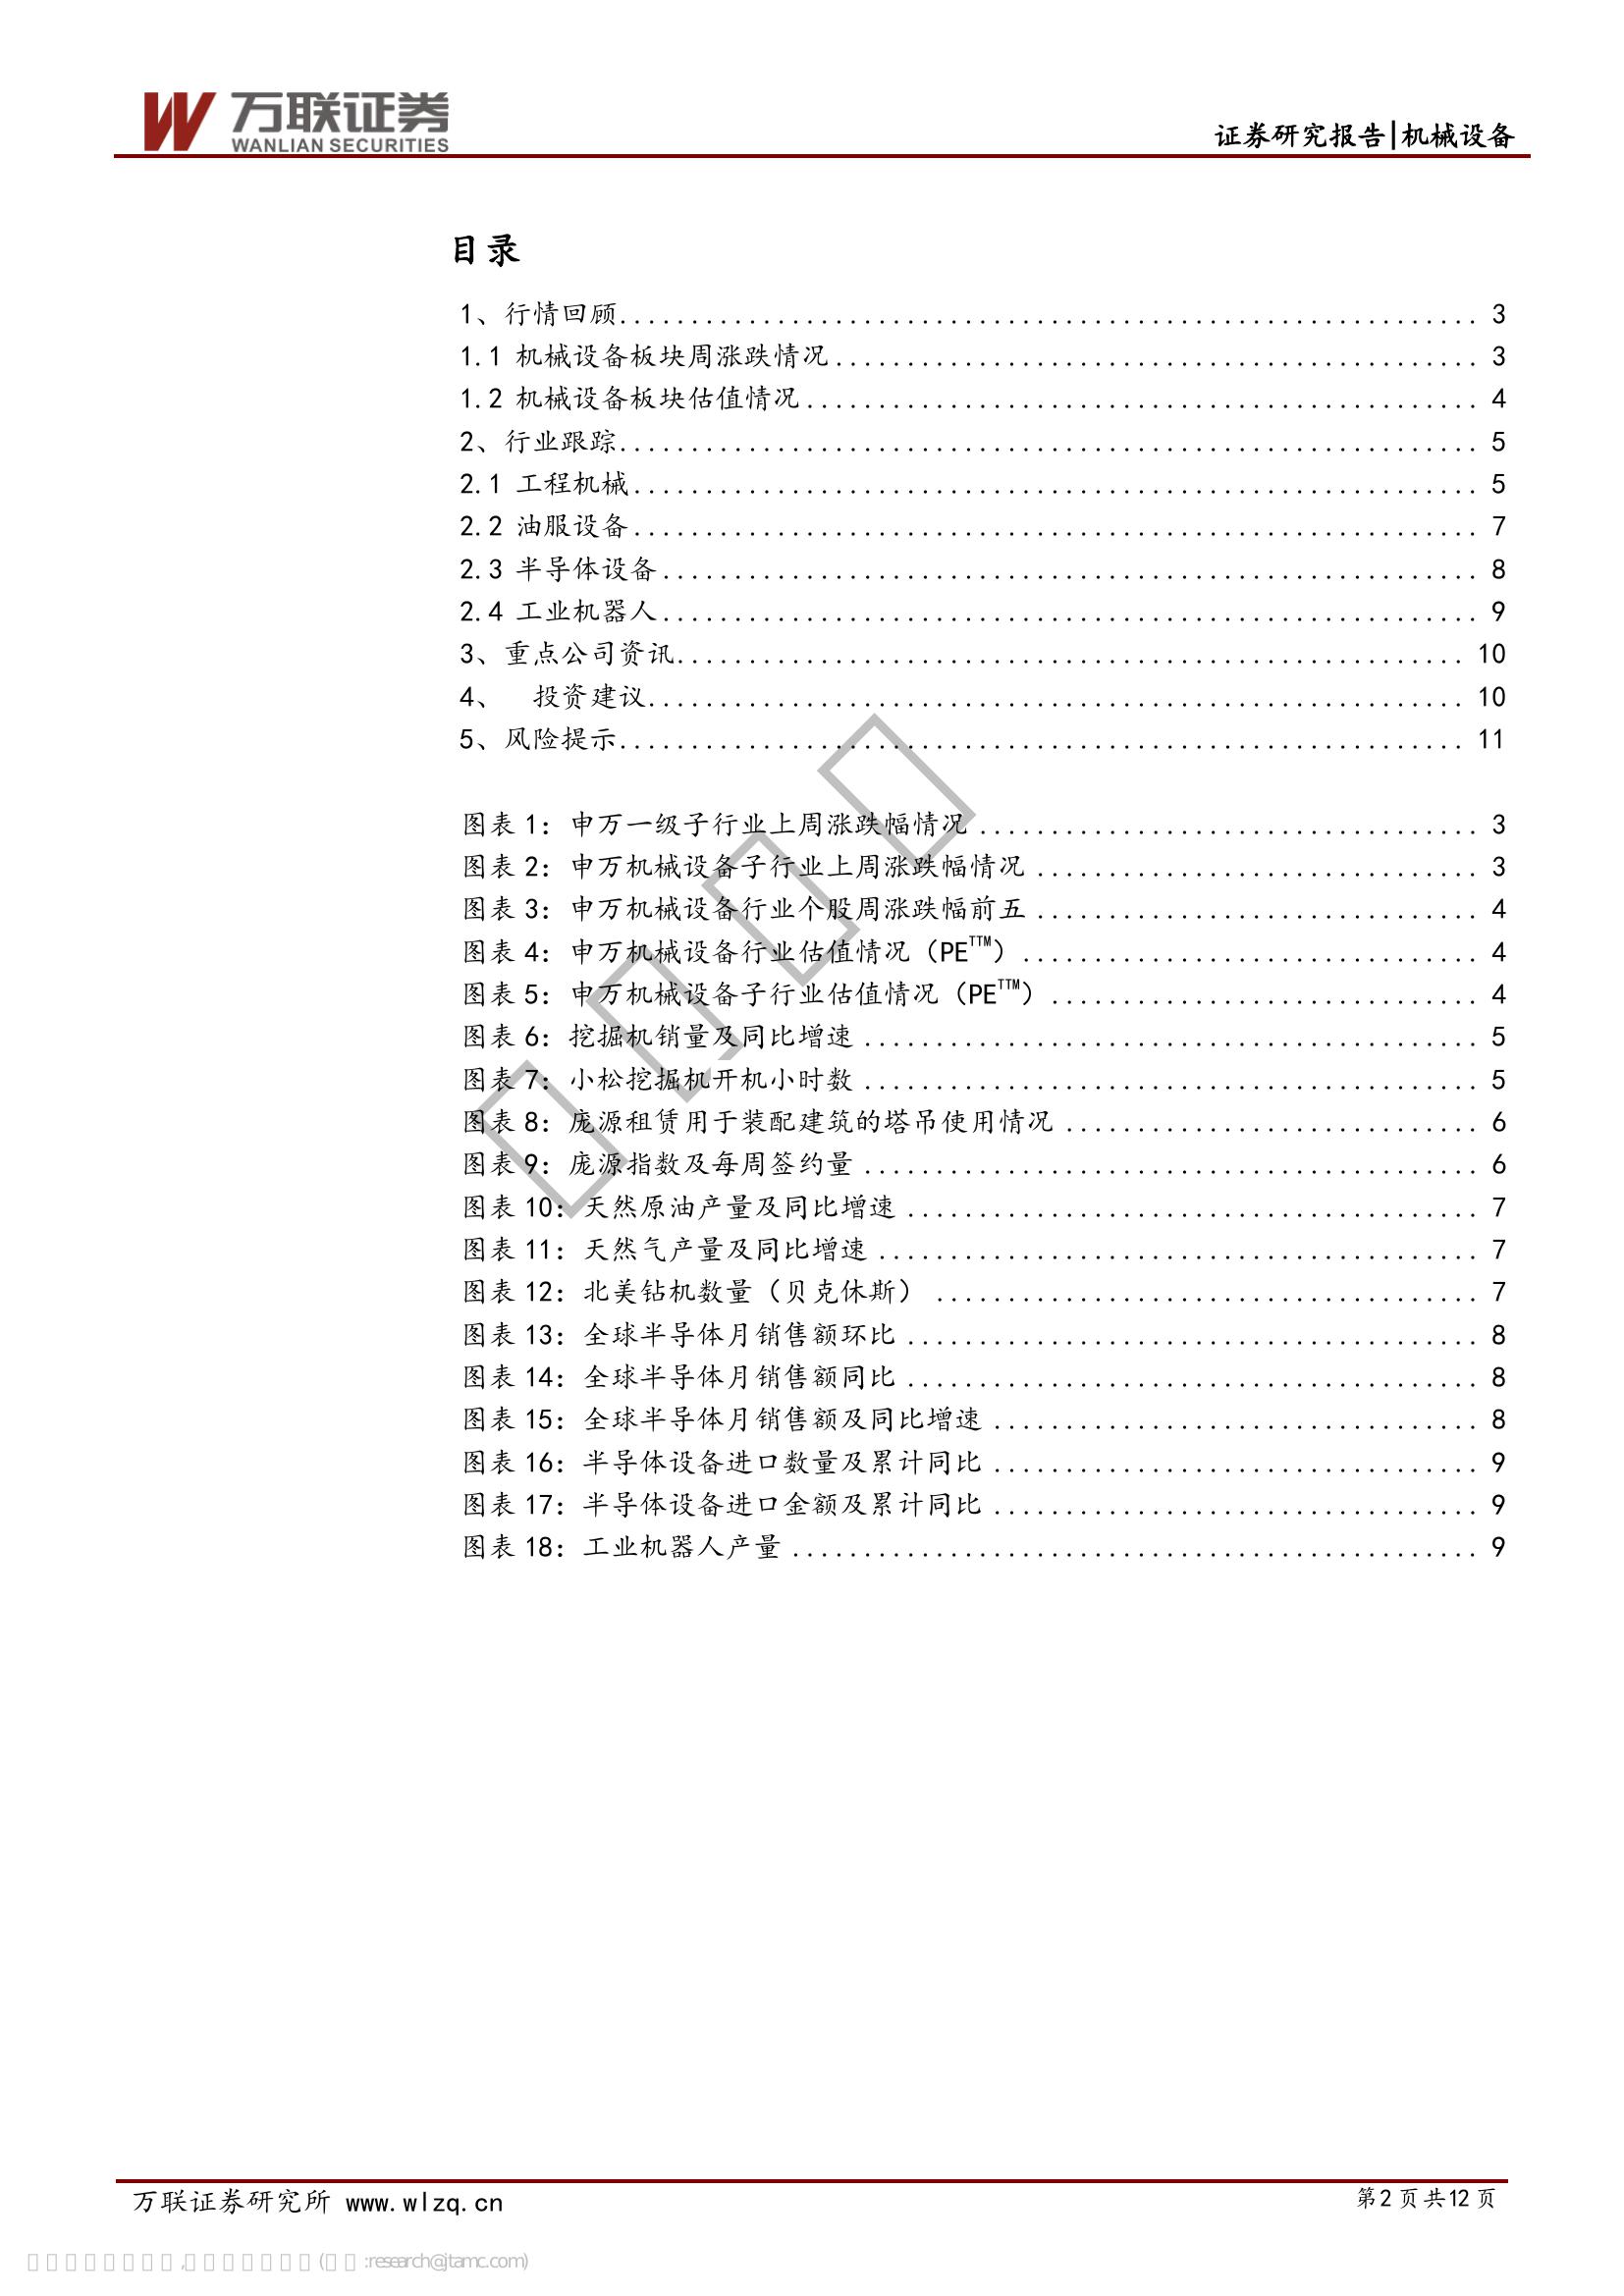 万联证券
WANLIAN SECURITIES
证券研究报告|机械设备
目录
1、行情回顾............................................................ 3
1.1 机械设备板块周涨跌情况............................................. 3
1.2 机械设备板块估值情况............................................... 4
2、行业跟踪............................................................ 5
2.1 工程机械........................................................... 5
2.2 油服设备........................................................... 7
2.3 半导体设备......................................................... 8
2.4 工业机器人......................................................... 9
3、重点公司资讯....................................................... 10
4、 投资建议......................................................... 10
5、风险提示........................................................... 11
图表 1：申万一级子行业上周涨跌幅情况 ................................... 3
图表 2：申万机械设备子行业上周涨跌幅情况 ............................... 3
图表 3：申万机械设备行业个股周涨跌幅前五 ............................... 4
图表 4：申万机械设备行业估值情况（PETTM）................................ 4
图表 5：申万机械设备子行业估值情况（PETTM）.............................. 4
图表 6：挖掘机销量及同比增速 ........................................... 5
图表 7：小松挖掘机开机小时数 ........................................... 5
图表 8：庞源租赁用于装配建筑的塔吊使用情况 ............................. 6
图表 9：庞源指数及每周签约量 ........................................... 6
图表 10：天然原油产量及同比增速 ........................................ 7
图表 11：天然气产量及同比增速 .......................................... 7
图表 12：北美钻机数量（贝克休斯） ...................................... 7
图表 13：全球半导体月销售额环比 ........................................ 8
图表 14：全球半导体月销售额同比 ........................................ 8
图表 15：全球半导体月销售额及同比增速 .................................. 8
图表 16：半导体设备进口数量及累计同比 .................................. 9
图表 17：半导体设备进口金额及累计同比 .................................. 9
图表 18：工业机器人产量 ................................................ 9
万联证券研究所 www.wlzq.cn
第 2 页 共 12 页
:research@jtamc.com)